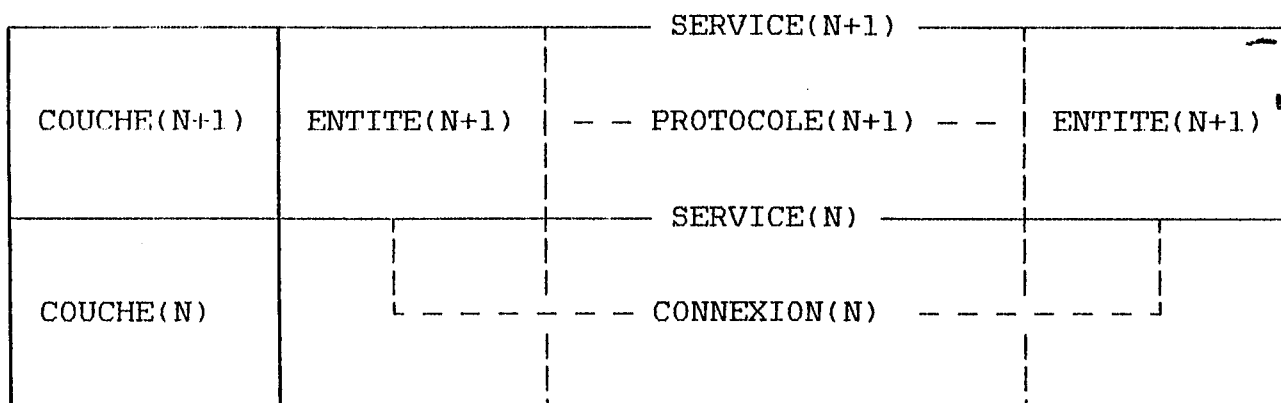 SERVICE(N+1)
COUCHE(N+1) ENTITE(N+1) PROTOCOLE(N+1) ENTITE(N+1)
SERVICE(N)
COUCHE(N) CONNEXION(N)